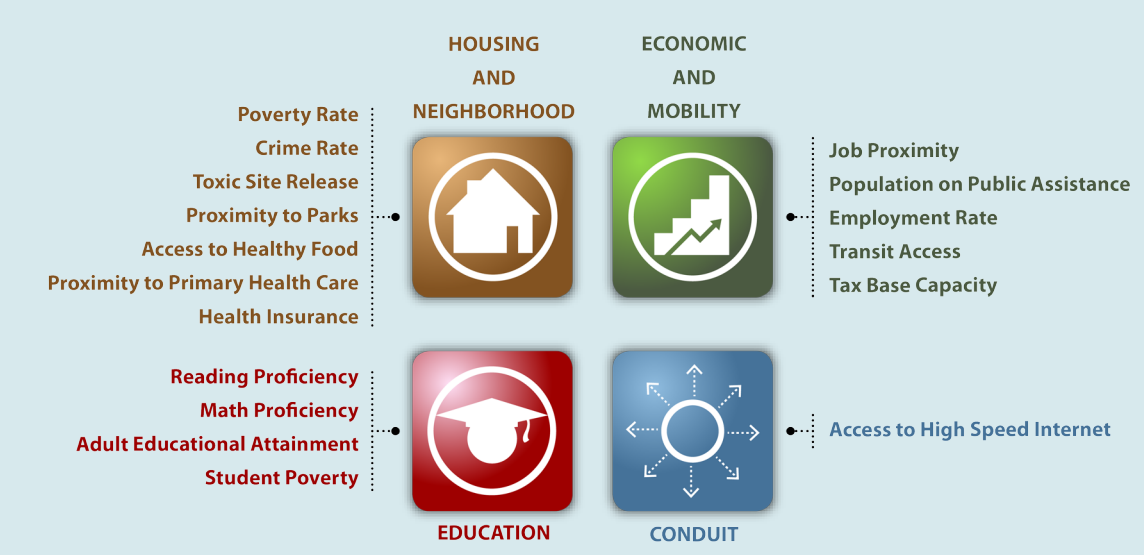 HOUSING
AND
NEIGHBORHOOD
ECONOMIC
AND
MOBILITY
Poverty Rate
Crime Rate
Toxic Site Release
Proximity to Parks
Access to Healthy Food
Proximity to Primary Health Care
Health Insurance
Job Proximity
Population on Public Assistance
Employment Rate
Transit Access
Tax Base Capacity
Reading Proficiency
Math Proficiency
Adult Educational Attainment
Student Poverty
Access to High Speed Internet
EDUCATION
CONDUIT